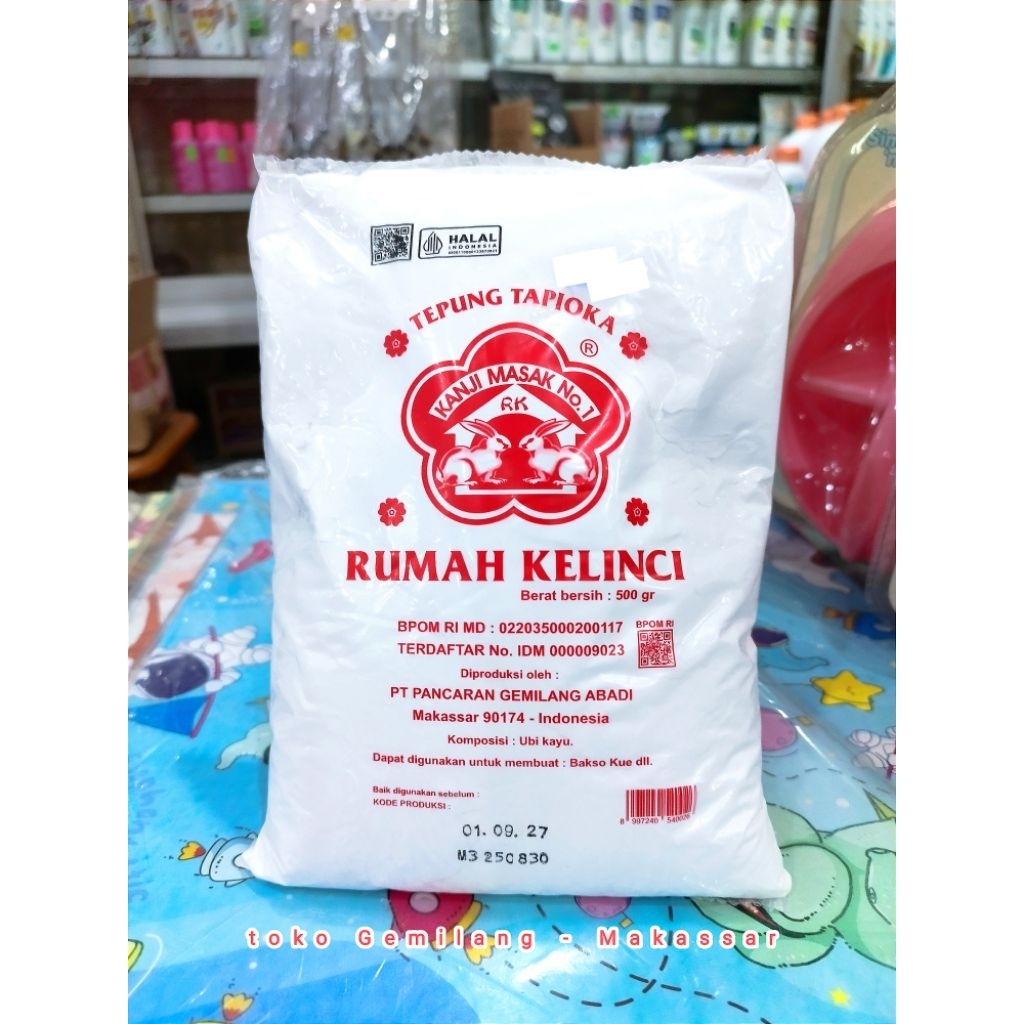 HALAL
INDONESIA
TEPUNG TAPIOKA
®
KANJI MASAK No.1
RK
RUMAH KELINCI
Berat bersih : 500 gr
BPOM RI MD : 022035000200117
BPOM RI
TERDAFTAR No. IDM 000009023
Diproduksi oleh :
PT PANCARAN GEMILANG ABADI
Makassar 90174 - Indonesia
Komposisi : Ubi kayu.
Dapat digunakan untuk membuat : Bakso Kue dll.
Baik digunakan sebelum :
KODE PRODUKSI :
8 997240 540026
01. 09. 27
M3 250830
toko Gemilang - Makassar